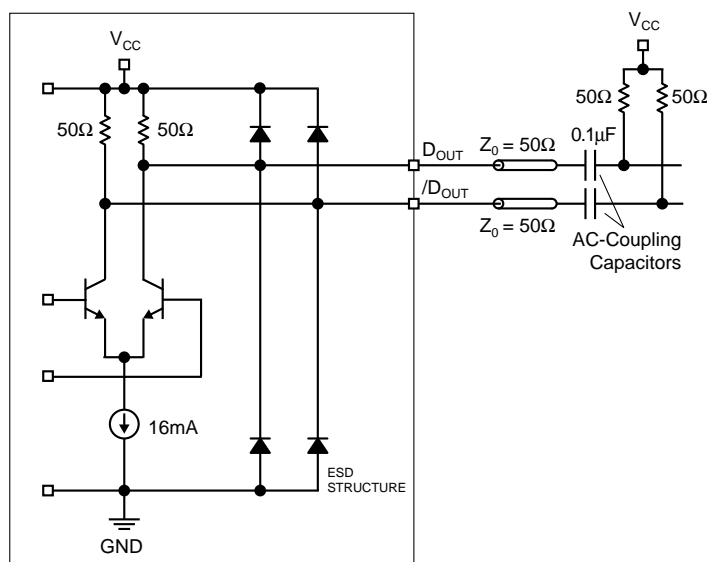 V_CC
V_CC
50Ω 50Ω
50Ω 50Ω
D_OUT
Z_0 = 50Ω
0.1µF
/D_OUT
Z_0 = 50Ω
AC-Coupling
Capacitors
16mA
ESD
STRUCTURE
GND